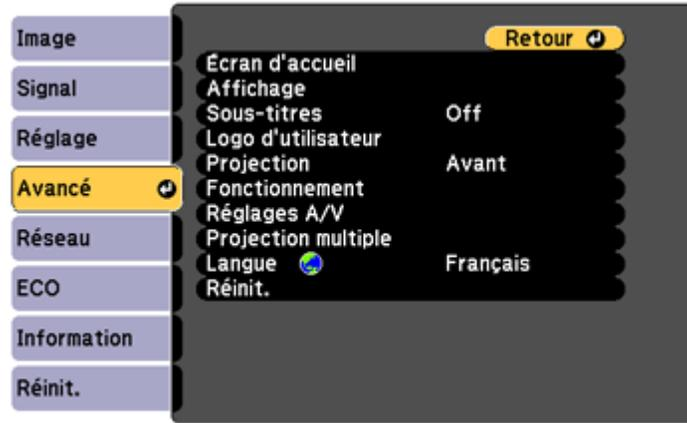 Image
Signal
Réglage
Avancé
Réseau
ECO
Information
Réinit.
Retour
Écran d'accueil
Affichage
Sous-titres Off
Logo d'utilisateur
Projection Avant
Fonctionnement
Réglages A/V
Projection multiple
Langue Français
Réinit.